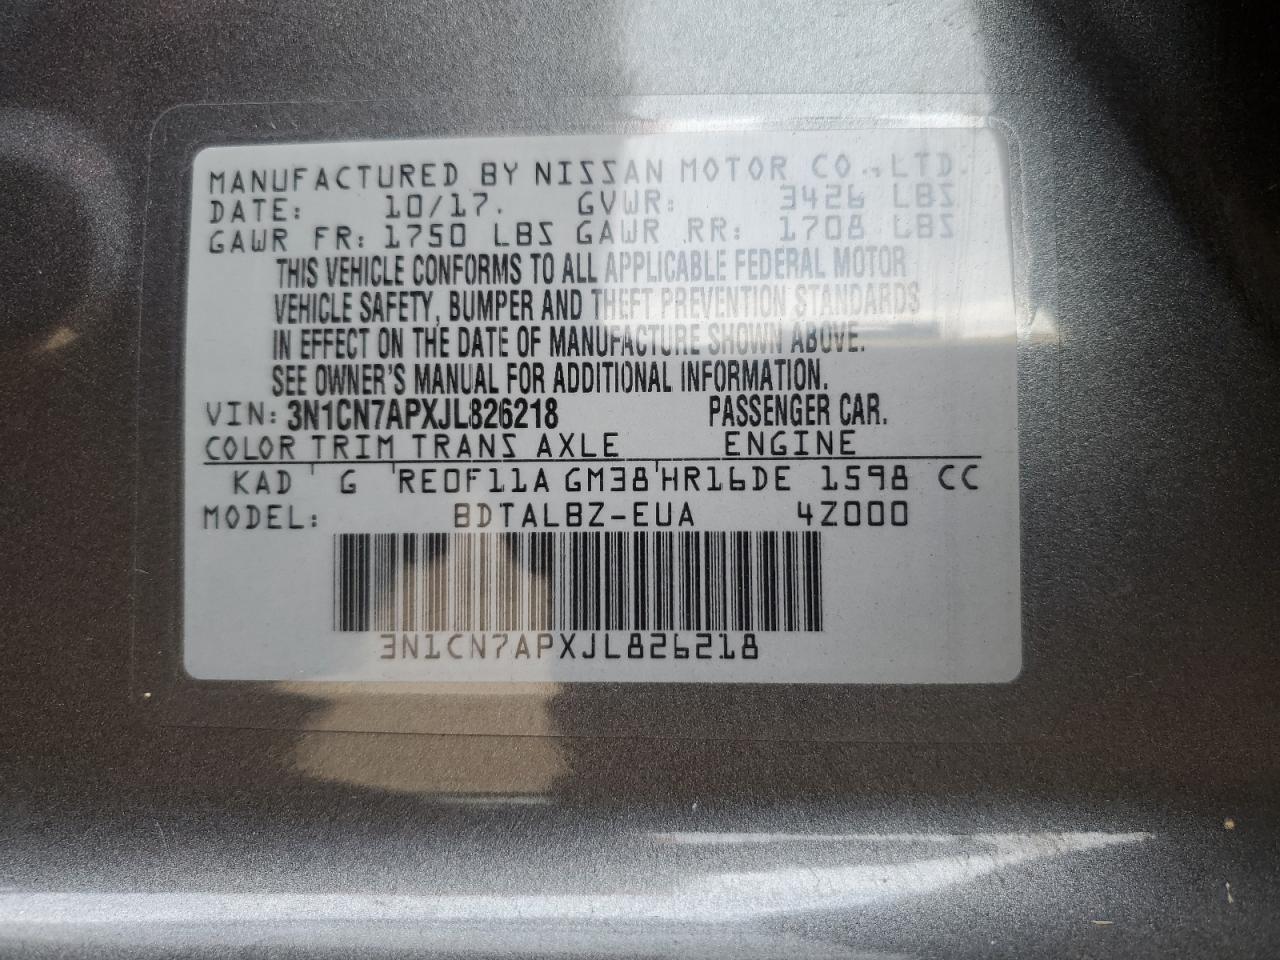 MANUFACTURED BY NISSAN MOTOR CO., LTD.
DATE: 10/17. GVWR: 3426 LBS
GAWR FR: 1750 LBS GAWR RR: 1708 LBS
THIS VEHICLE CONFORMS TO ALL APPLICABLE FEDERAL MOTOR
VEHICLE SAFETY, BUMPER AND THEFT PREVENTION STANDARDS
IN EFFECT ON THE DATE OF MANUFACTURE SHOWN ABOVE.
SEE OWNER'S MANUAL FOR ADDITIONAL INFORMATION.
VIN: 3N1CN7APXJL826218 PASSENGER CAR.
COLOR TRIM TRANS AXLE ENGINE
KAD G RE0F11A GM38 HR16DE 1598 CC
MODEL: BDTALBZ-EUA 4Z000
3N1CN7APXJL826218